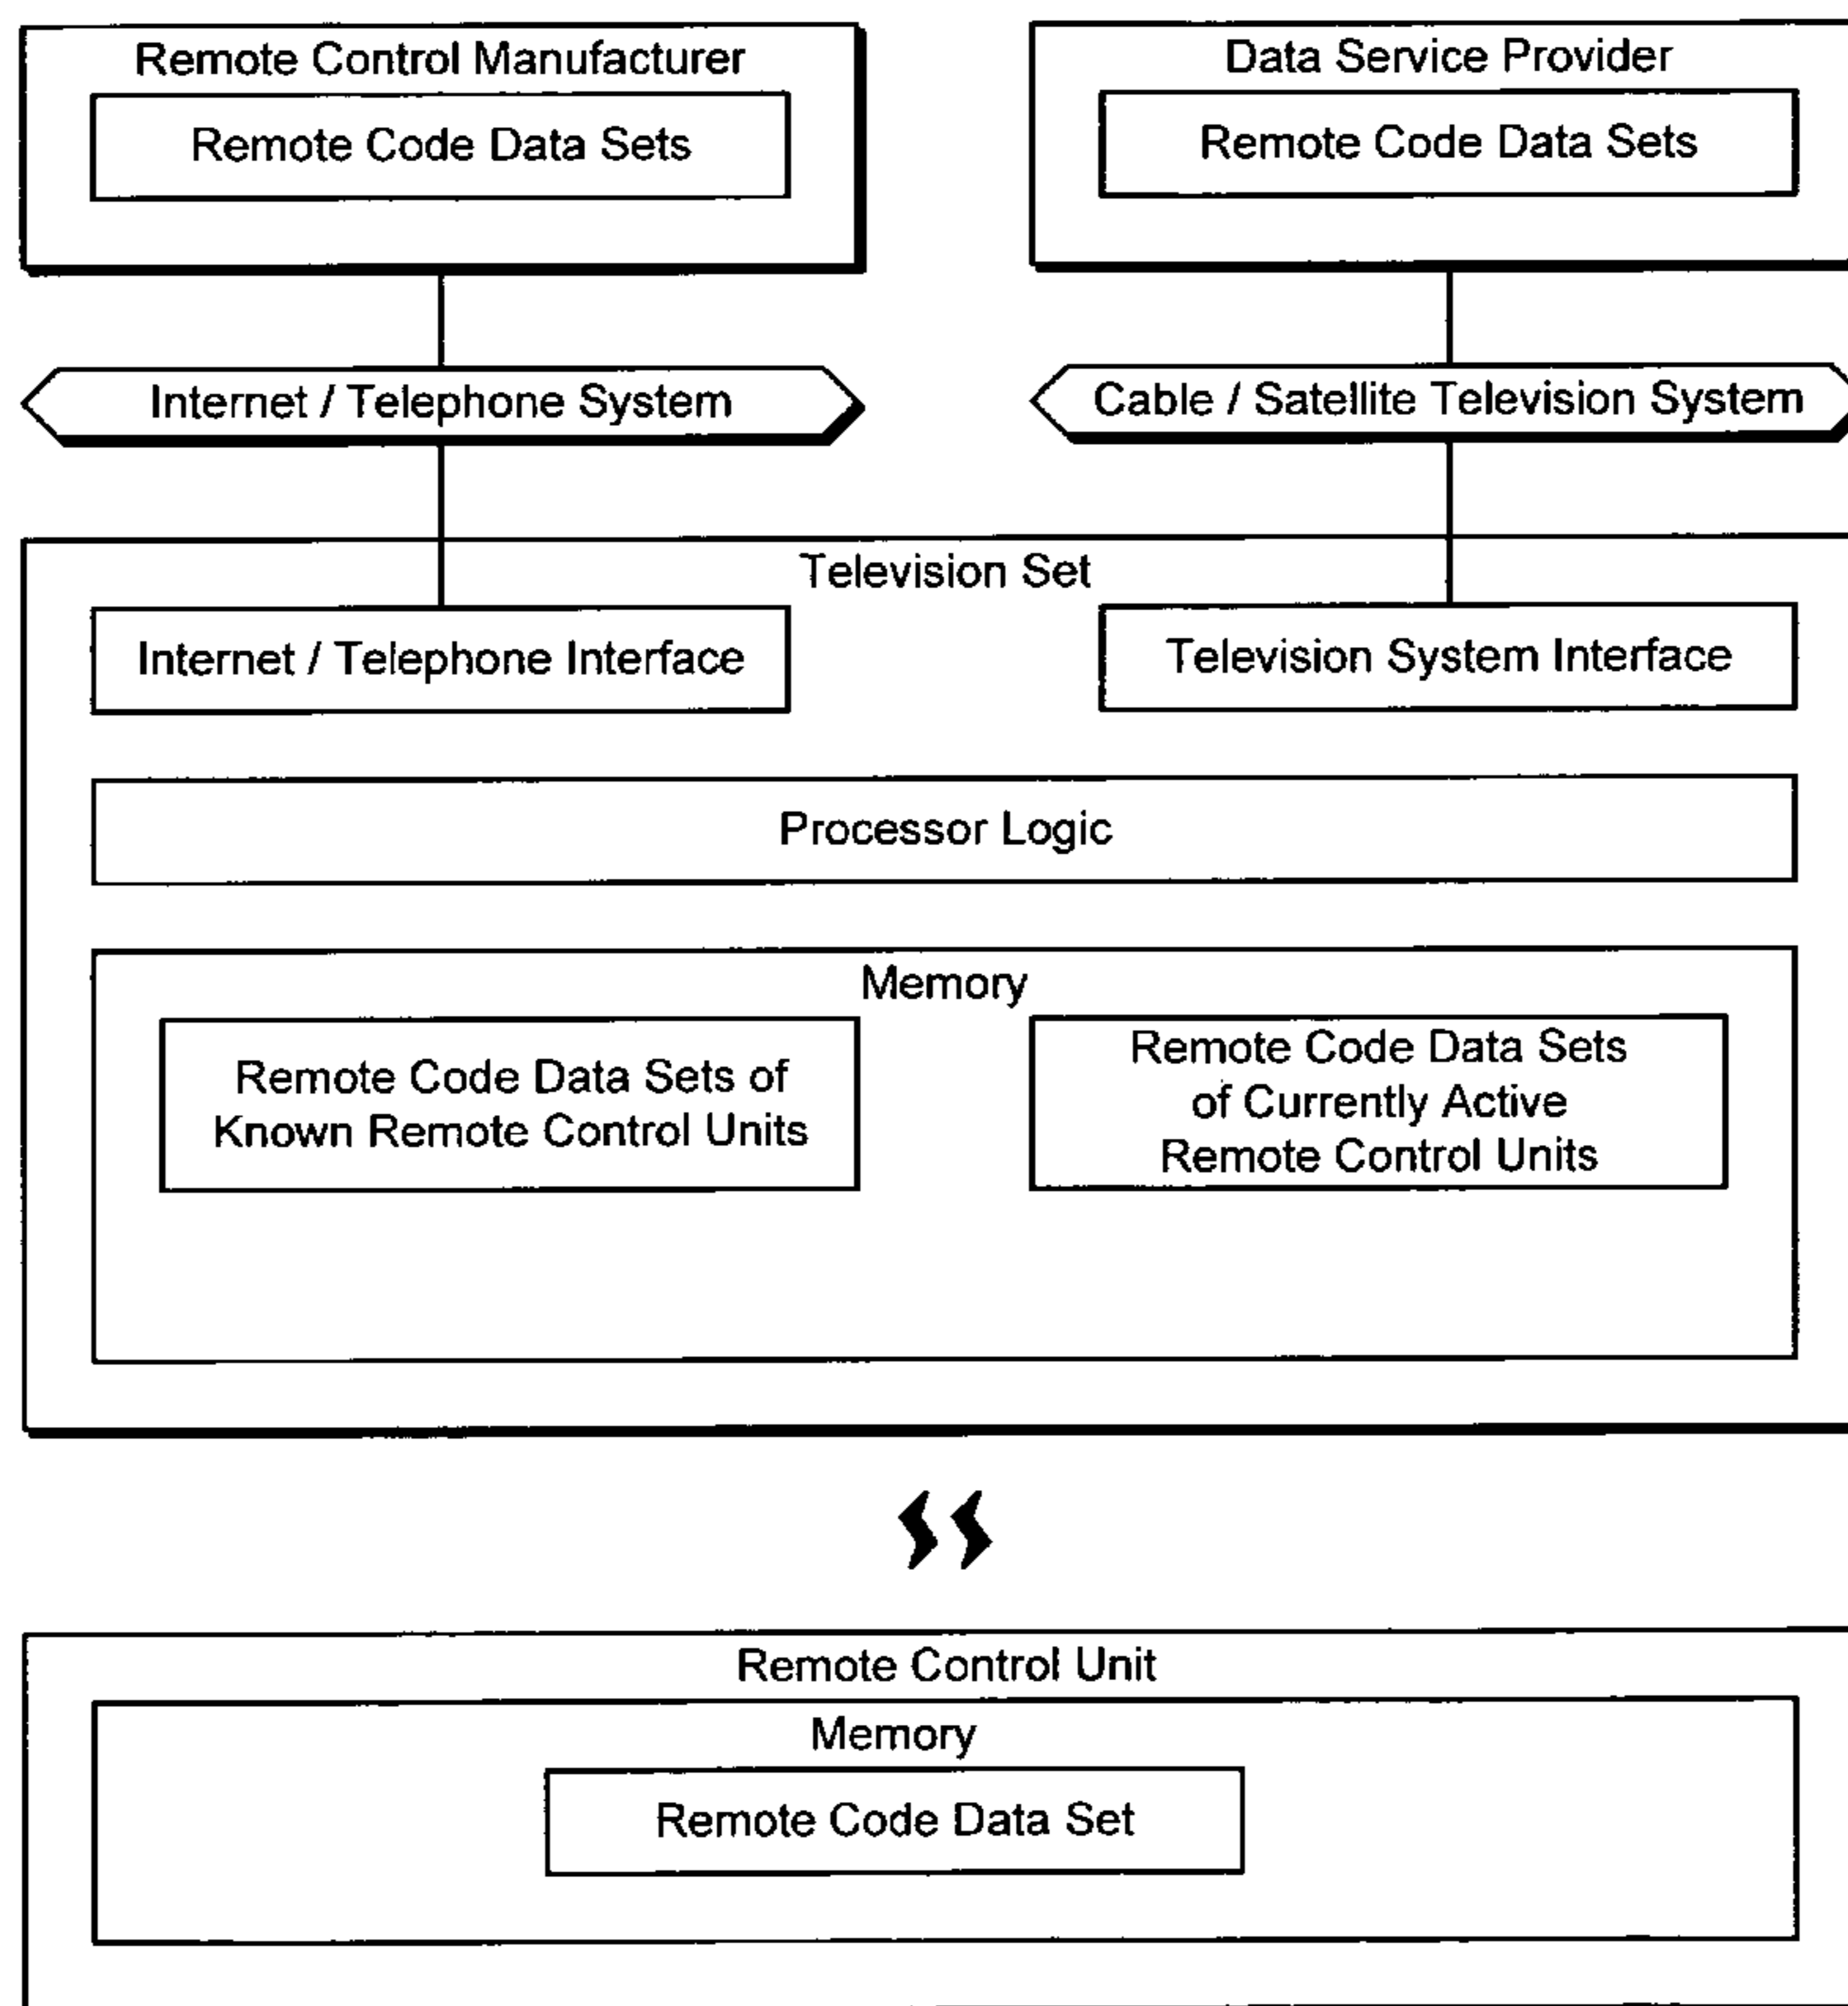 Remote Control Manufacturer
Remote Code Data Sets
Data Service Provider
Remote Code Data Sets
Internet / Telephone System
Cable / Satellite Television System
Television Set
Internet / Telephone Interface
Television System Interface
Processor Logic
Memory
Remote Code Data Sets of
Known Remote Control Units
Remote Code Data Sets
of Currently Active
Remote Control Units
Remote Control Unit
Memory
Remote Code Data Set